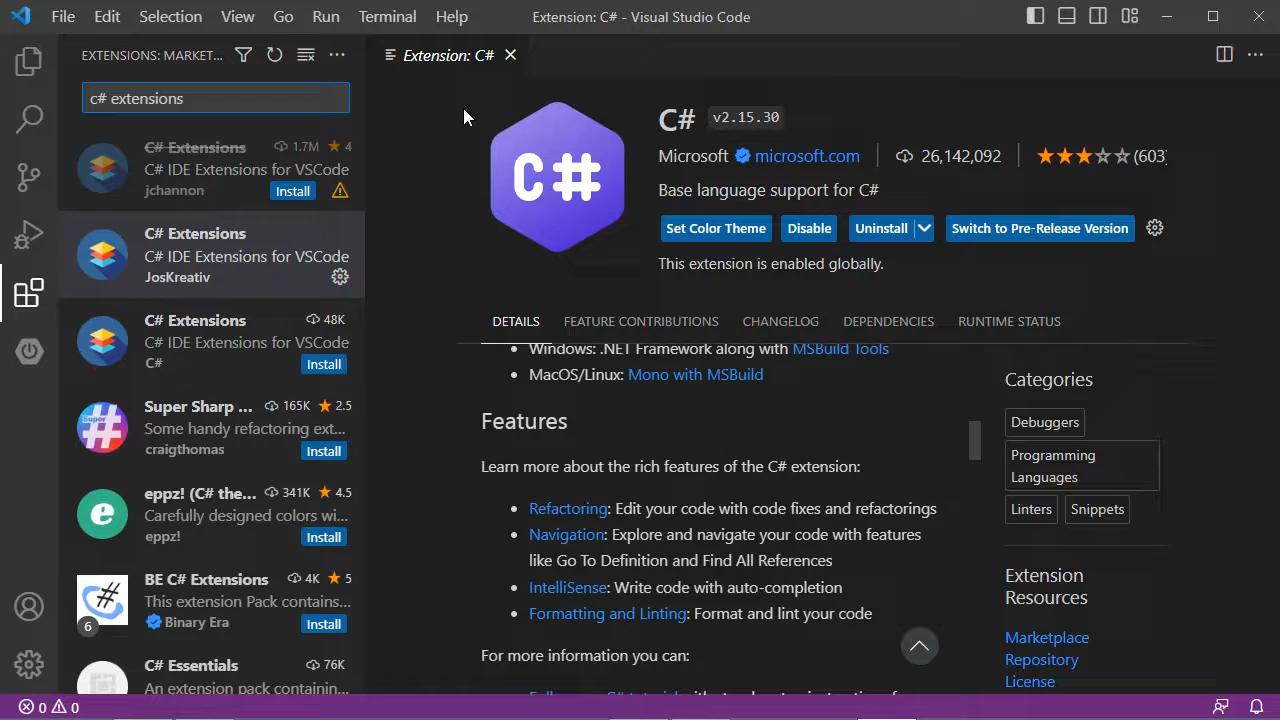 File Edit Selection View Go Run Terminal Help
Extension: C# - Visual Studio Code
EXTENSIONS: MARKET...
c# extensions
C# Extensions 1.7M 4
C# IDE Extensions for VSCode
jchannon Install
C# Extensions
C# IDE Extensions for VSCode
JosKreativ
C# Extensions 48K
C# IDE Extensions for VSCode
C# Install
Super Sharp ... 165K 2.5
Some handy refactoring ext...
craigthomas Install
eppz! (C# the... 341K 4.5
Carefully designed colors wi...
eppz! Install
BE C# Extensions 4K 5
This extension Pack contains...
6 Binary Era Install
C# Essentials 76K
An extension pack containin...
Extension: C#
C# v2.15.30
Microsoft microsoft.com 26,142,092 (603)
Base language support for C#
Set Color Theme Disable Uninstall Switch to Pre-Release Version
This extension is enabled globally.
DETAILS FEATURE CONTRIBUTIONS CHANGELOG DEPENDENCIES RUNTIME STATUS
• Windows: .NET Framework along with MSBuild Tools
• MacOS/Linux: Mono with MSBuild
Features
Learn more about the rich features of the C# extension:
• Refactoring: Edit your code with code fixes and refactorings
• Navigation: Explore and navigate your code with features
like Go To Definition and Find All References
• IntelliSense: Write code with auto-completion
• Formatting and Linting: Format and lint your code
For more information you can:
Categories
Debuggers
Programming
Languages
Linters Snippets
Extension
Resources
Marketplace
Repository
License
0 0